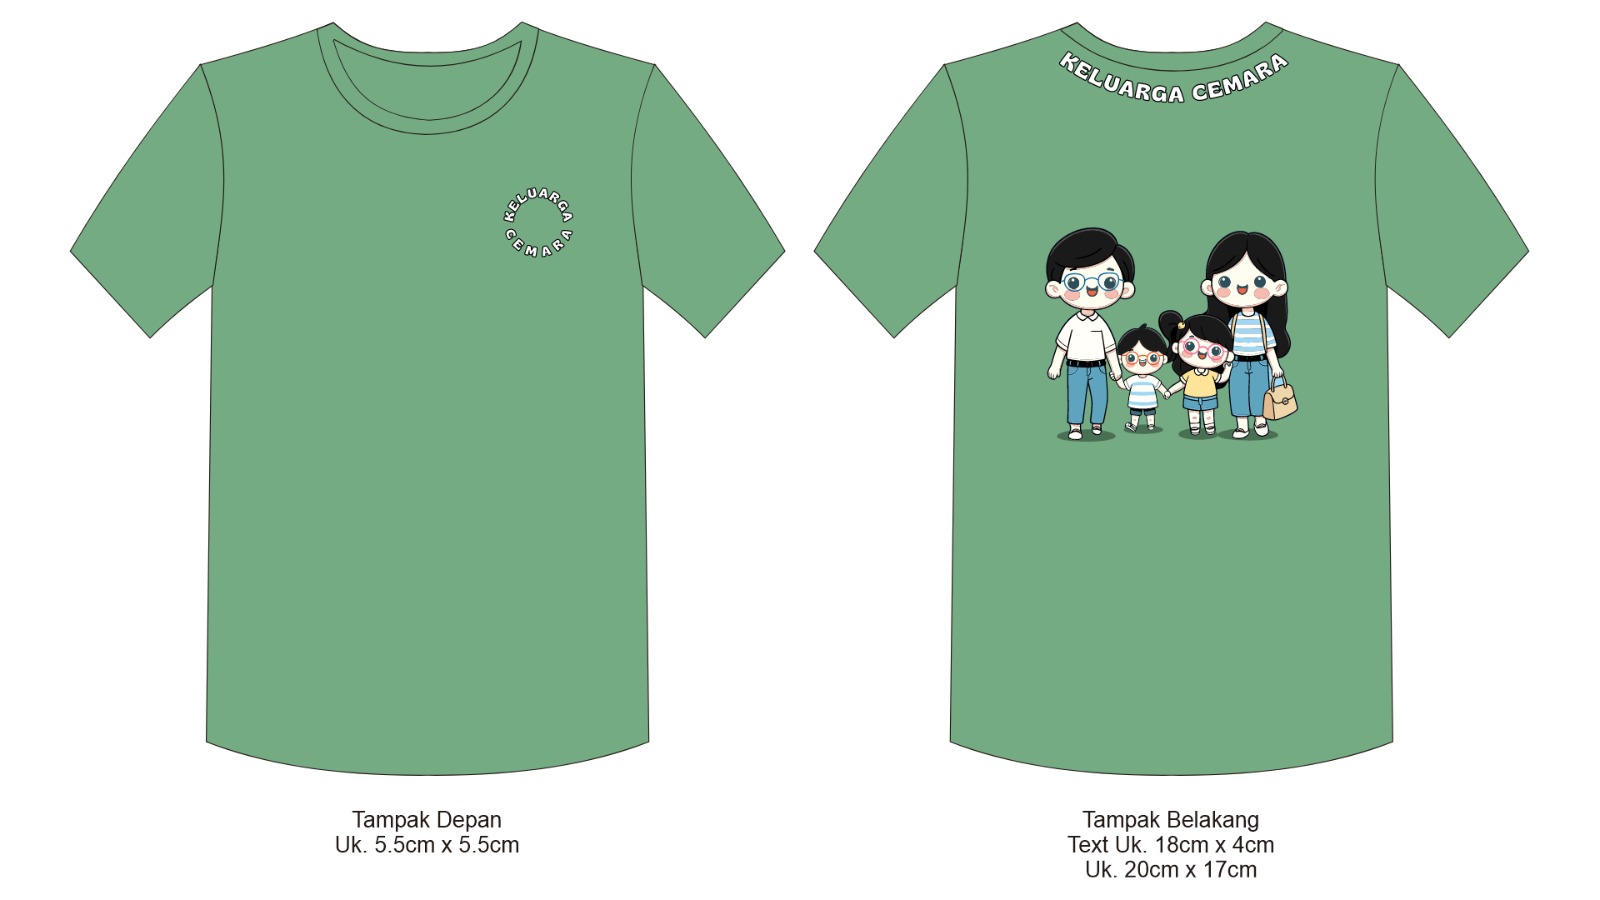 KELUARGA CEMARA
KELUARGA
CEMARA
Tampak Depan
Uk. 5.5cm x 5.5cm
Tampak Belakang
Text Uk. 18cm x 4cm
Uk. 20cm x 17cm